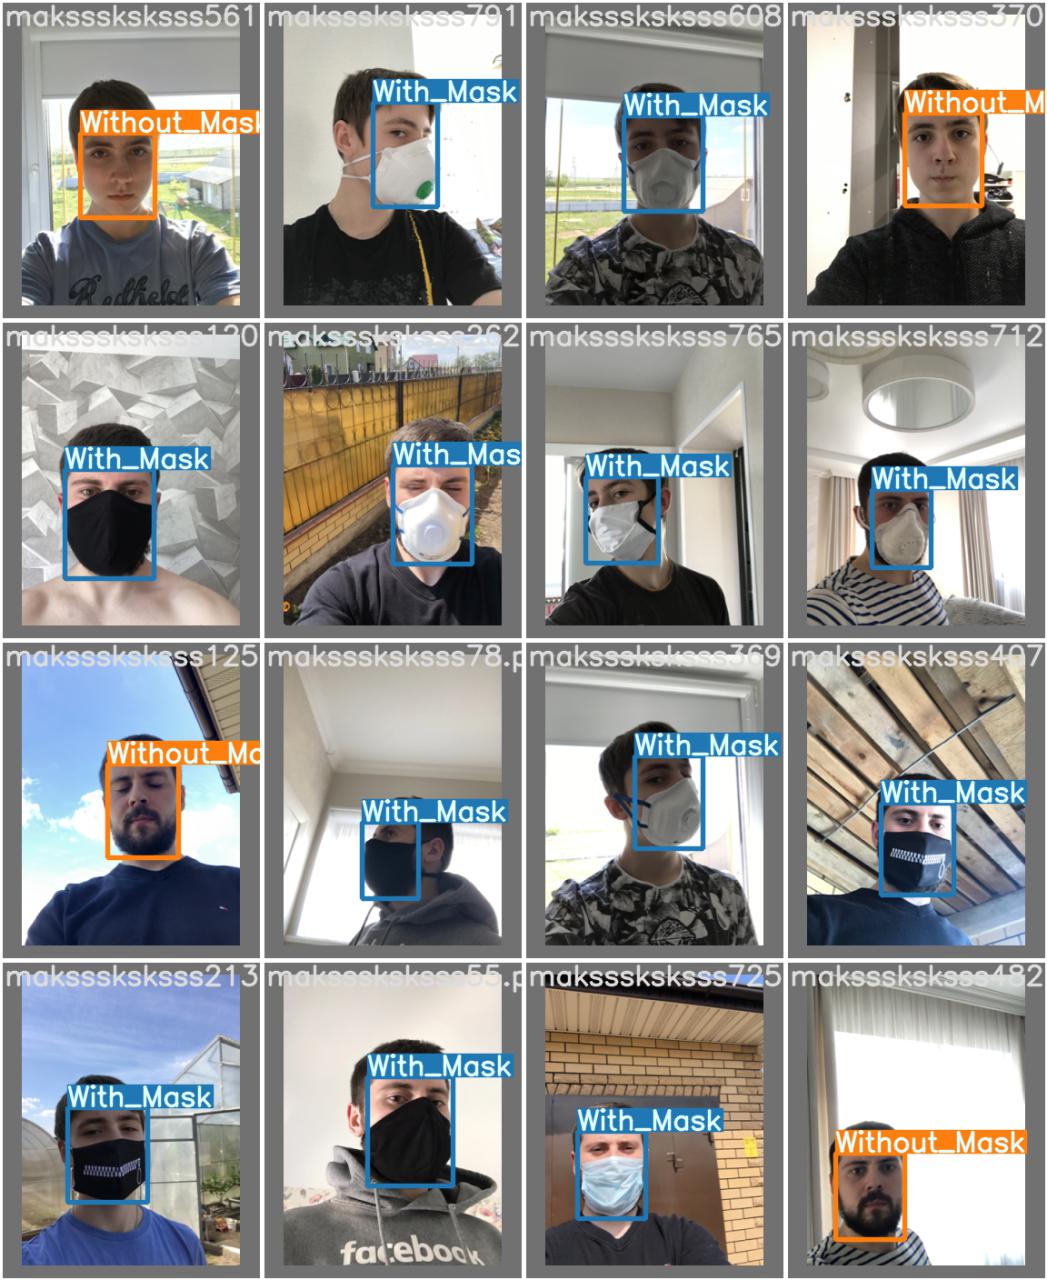 maksssksksss561
maksssksksss791
maksssksksss608
maksssksksss370
Without_Mask
With_Mask
With_Mask
Without_M
maksssksksss120
maksssksksss262
maksssksksss765
maksssksksss712
With_Mask
With_Mas
With_Mask
With_Mask
maksssksksss125
maksssksksss78.p
maksssksksss369
maksssksksss407
Without_Ma
With_Mask
With_Mask
With_Mask
maksssksksss213
maksssksksss55.p
maksssksksss725
maksssksksss482
With_Mask
With_Mask
With_Mask
Without_Mask
facebook